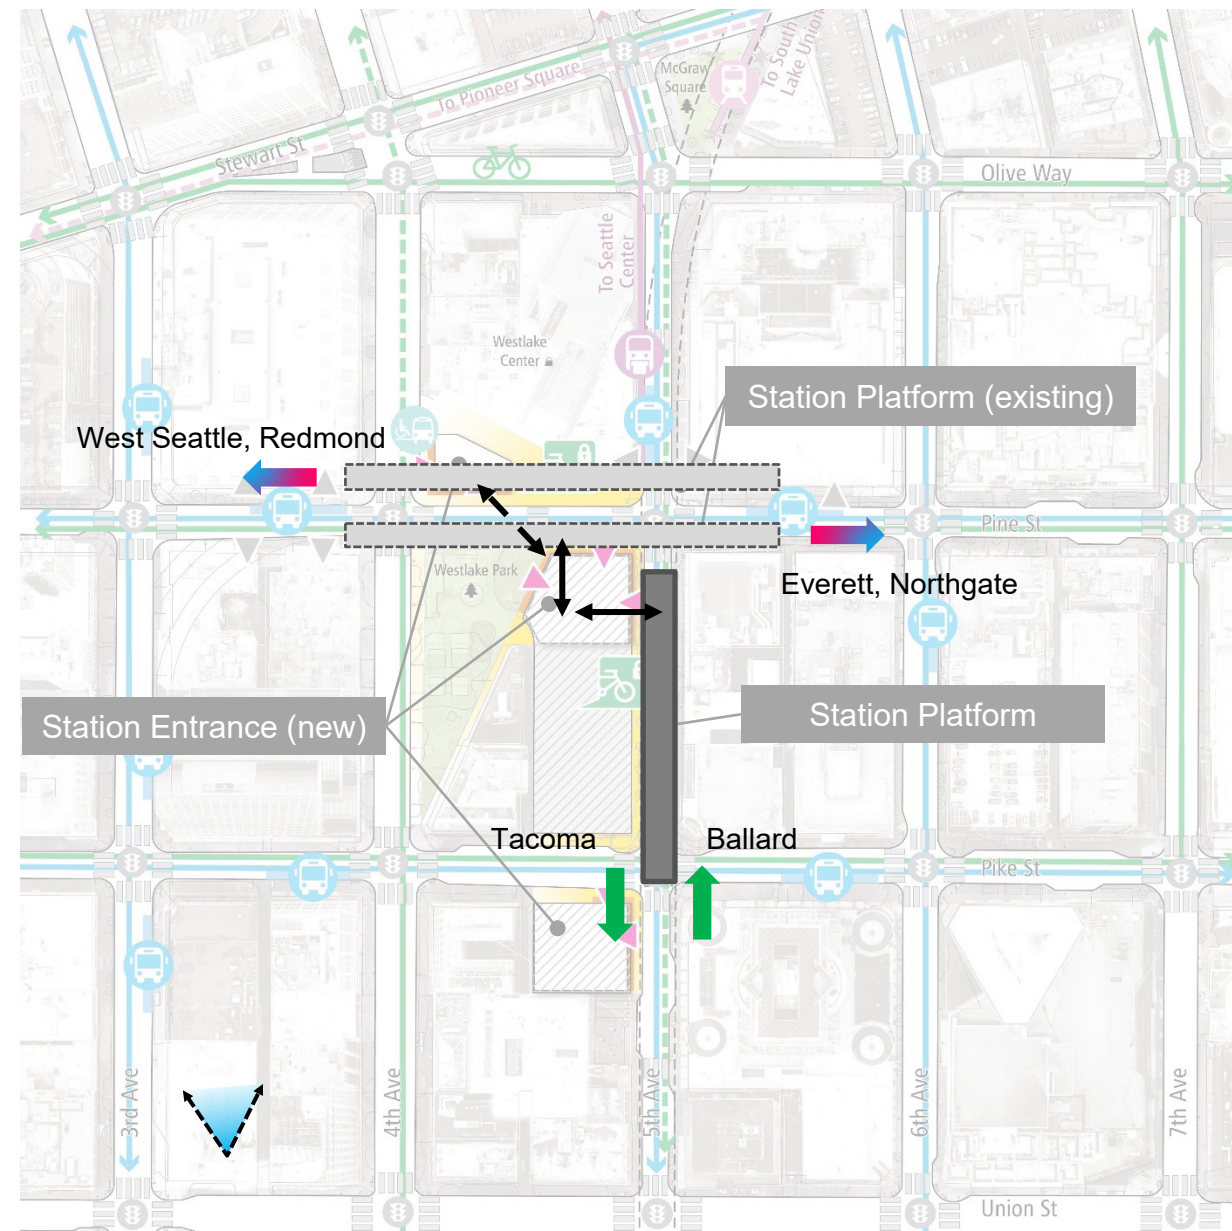 To Pioneer Square
McGraw
Square
To South
Lake Union
Stewart St
Olive Way
To Seattle
Center
Westlake
Center
Station Platform (existing)
West Seattle, Redmond
Pine St
Westlake Park
Everett, Northgate
Station Entrance (new)
Station Platform
Tacoma
Ballard
Pike St
3rd Ave
4th Ave
5th Ave
6th Ave
7th Ave
Union St